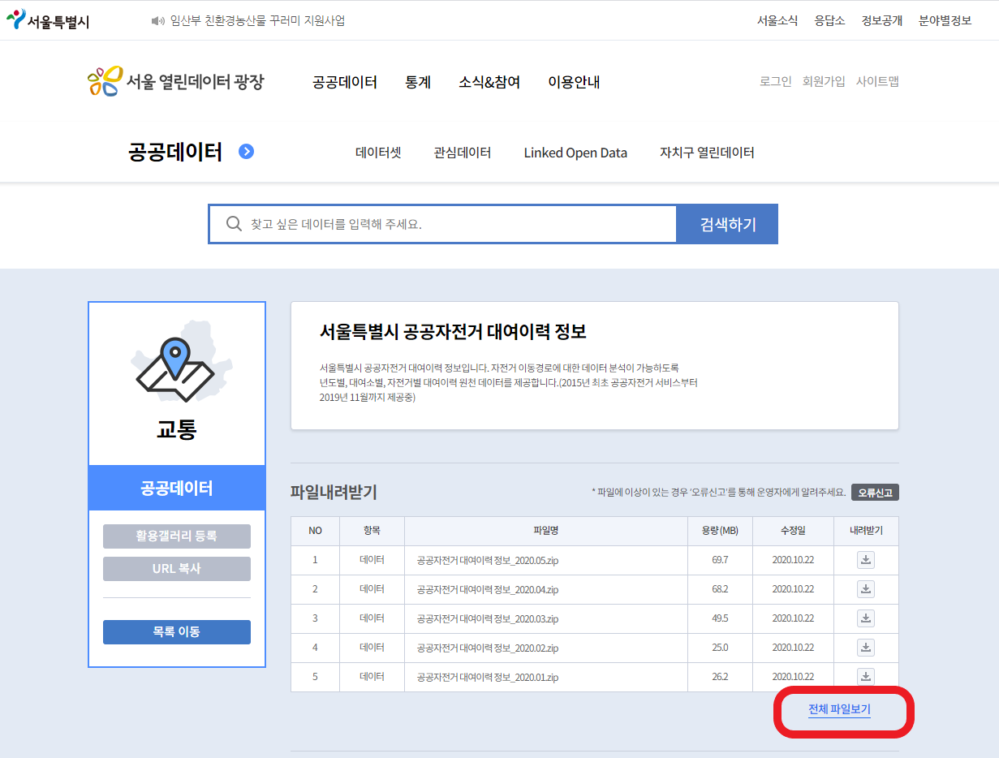 서울특별시
임산부 친환경농산물 꾸러미 지원사업
서울소식 응답소 정보공개 분야별정보
서울 열린데이터 광장
공공데이터 통계 소식&참여 이용안내
로그인 회원가입 사이트맵
공공데이터
데이터셋 관심데이터 Linked Open Data 자치구 열린데이터
찾고 싶은 데이터를 입력해 주세요.
검색하기
교통
공공데이터
활용갤러리 등록
URL 복사
목록 이동
서울특별시 공공자전거 대여이력 정보
서울특별시 공공자전거 대여이력 정보입니다. 자전거 이동경로에 대한 데이터 분석이 가능하도록
년도별, 대여소별, 자전거별 대여이력 원천 데이터를 제공합니다.(2015년 최초 공공자전거 서비스부터
2019년 11월까지 제공중)
파일내려받기
* 파일에 이상이 있는 경우 '오류신고'를 통해 운영자에게 알려주세요. 오류신고
NO 항목 파일명 용량(MB) 수정일 내려받기
1 데이터 공공자전거 대여이력 정보_2020.05.zip 69.7 2020.10.22
2 데이터 공공자전거 대여이력 정보_2020.04.zip 68.2 2020.10.22
3 데이터 공공자전거 대여이력 정보_2020.03.zip 49.5 2020.10.22
4 데이터 공공자전거 대여이력 정보_2020.02.zip 25.0 2020.10.22
5 데이터 공공자전거 대여이력 정보_2020.01.zip 26.2 2020.10.22
전체 파일보기